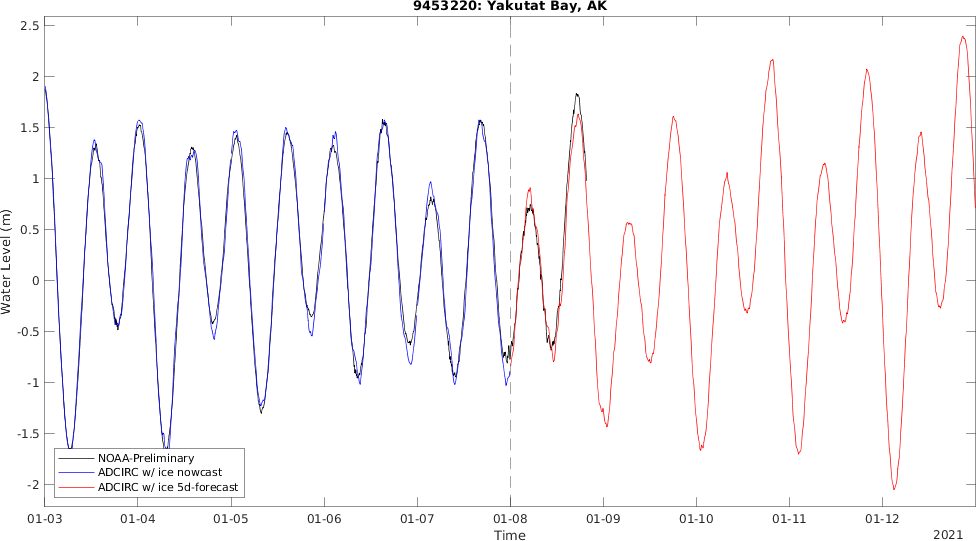 9453220: Yakutat Bay, AK
Water Level (m)
2.5
2
1.5
1
0.5
0
-0.5
-1
-1.5
-2
NOAA-Preliminary
ADCIRC w/ ice nowcast
ADCIRC w/ ice 5d-forecast
01-03 01-04 01-05 01-06 01-07 01-08 01-09 01-10 01-11 01-12
Time
2021